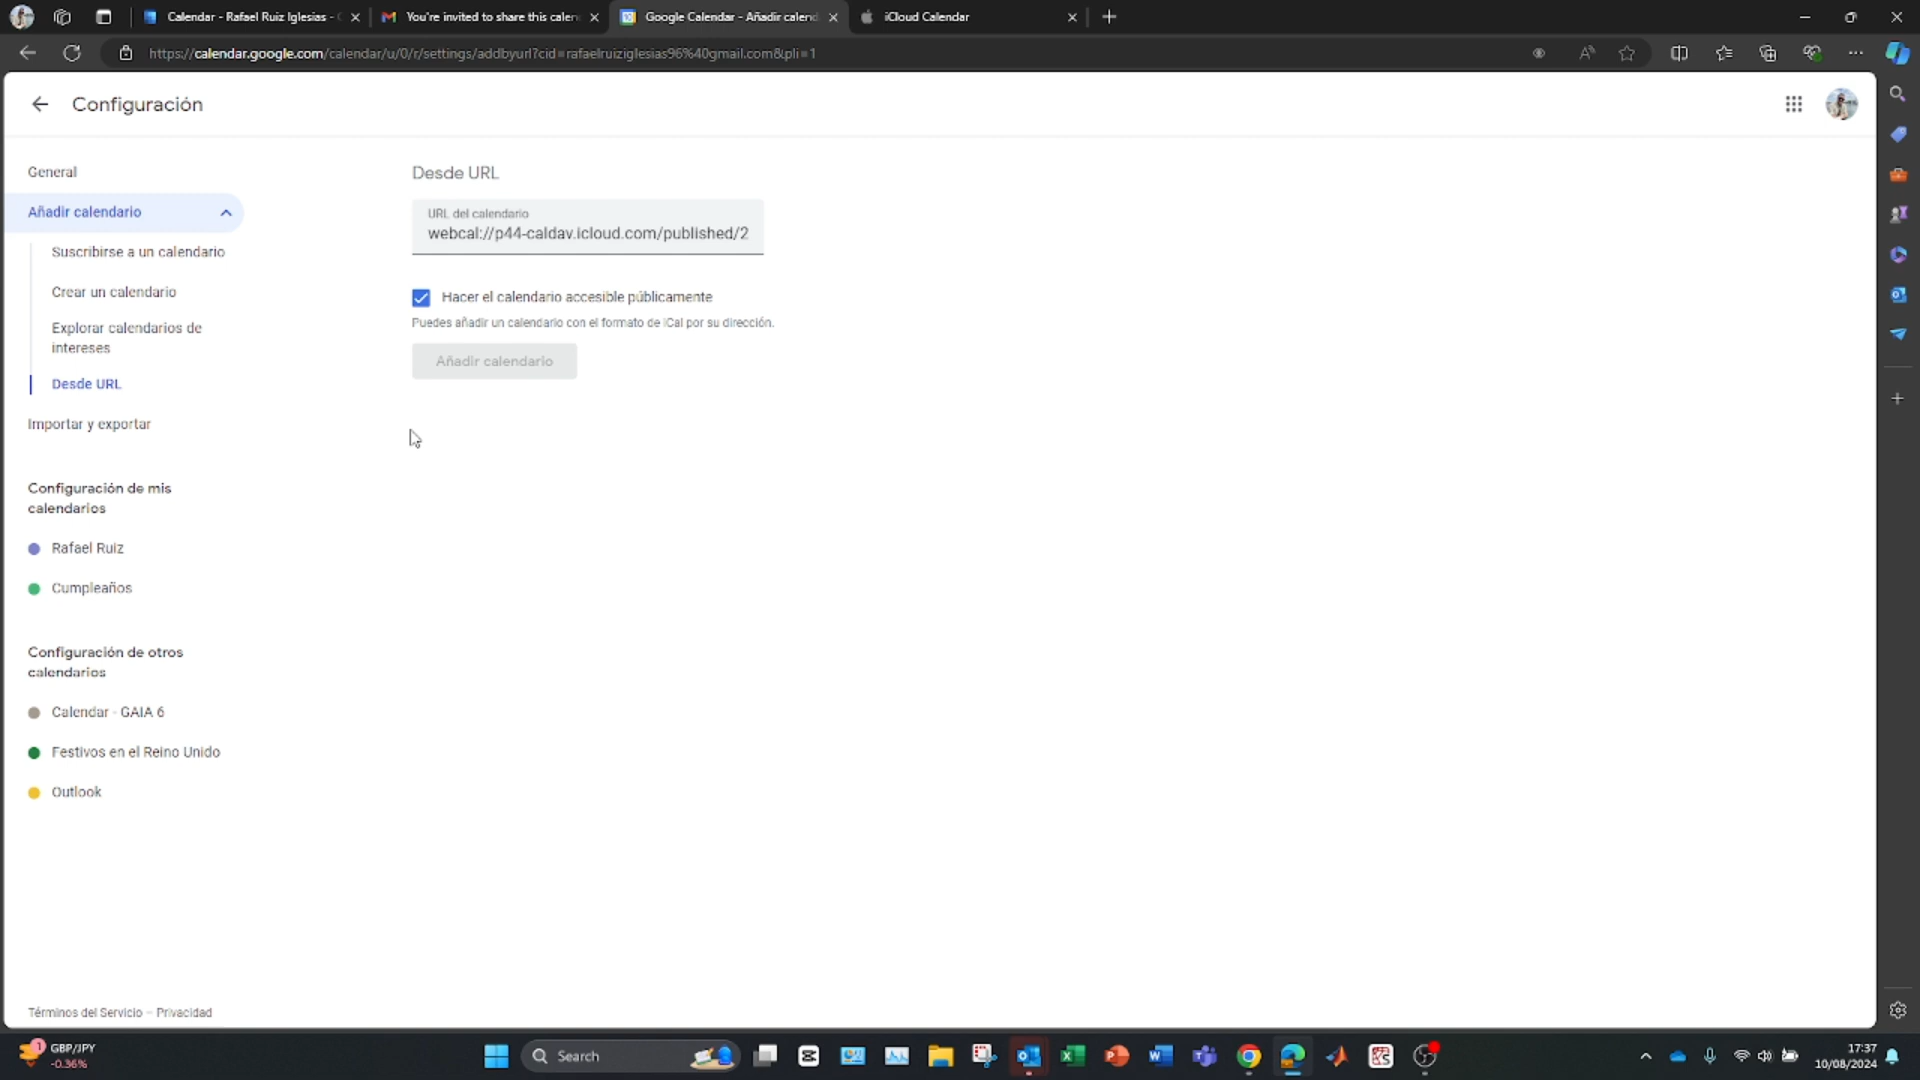 Calendar - Rafael Ruiz Iglesias -
You're invited to share this calen
Google Calendar - Añadir calend
iCloud Calendar
https://calendar.google.com/calendar/u/0/r/settings/addbyurl?cid=rafaelruiziglesias96%40gmail.com&pli=1
Configuración
General
Añadir calendario
Suscribirse a un calendario
Crear un calendario
Explorar calendarios de
intereses
Desde URL
Importar y exportar
Configuración de mis
calendarios
Rafael Ruiz
Cumpleaños
Configuración de otros
calendarios
Calendar - GAIA 6
Festivos en el Reino Unido
Outlook
Términos del Servicio – Privacidad
Desde URL
URL del calendario
webcal://p44-caldav.icloud.com/published/2
Hacer el calendario accesible públicamente
Puedes añadir un calendario con el formato de iCal por su dirección.
Añadir calendario
1
GBP/JPY
-0.36%
Search
17:37
10/08/2024